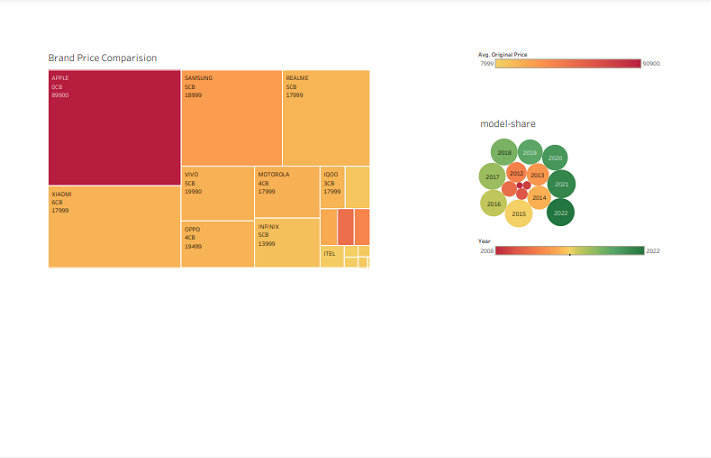 Brand Price Comparision
APPLE
0CB
89900
SAMSUNG
5CB
18999
REALME
5CB
17999
XIAOMI
6CB
17999
VIVO
5CB
19990
MOTOROLA
4CB
17999
IQOO
3CB
17999
OPPO
4CB
19499
INFINIX
5CB
13999
ITEL
Avg. Original Price
7999
90900
model-share
2018
2019
2020
2017
2012
2013
2021
2016
2014
2015
2022
Year
2008
2022